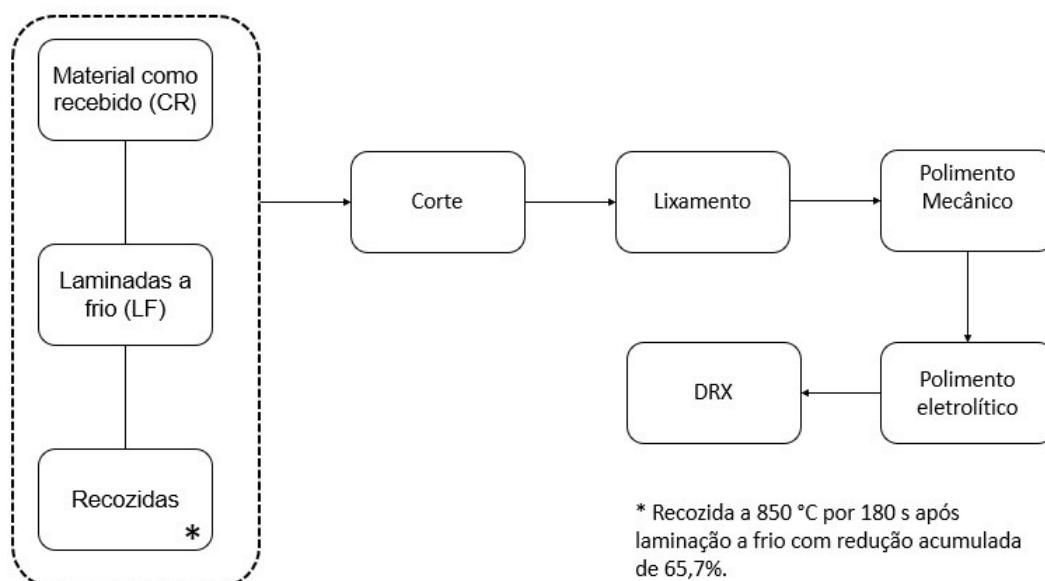 Material como
recebido (CR)
Laminadas a
frio (LF)
Recozidas
*
Corte
Lixamento
Polimento
Mecânico
Polimento
eletrolítico
DRX
* Recozida a 850 °C por 180 s após
laminação a frio com redução acumulada
de 65,7%.